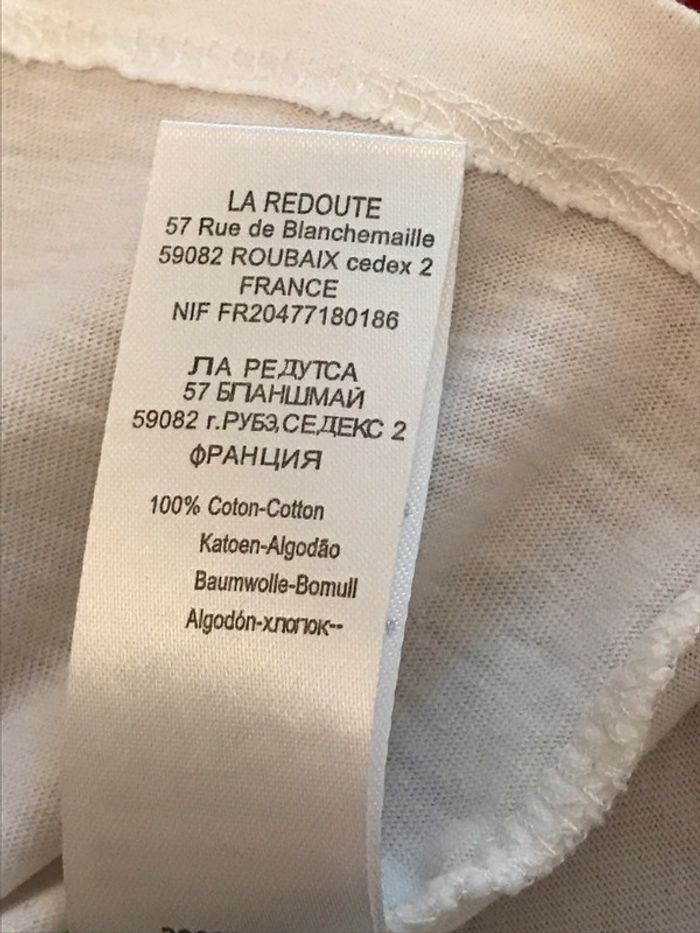 LA REDOUTE
57 Rue de Blanchemaille
59082 ROUBAIX cedex 2
FRANCE
NIF FR20477180186
ЛА РЕДУТСА
57 БПАНШМАЙ
59082 г.РУБЭ,СЕДЕКС 2
ФРАНЦИЯ
100% Coton-Cotton
Katoen-Algodão
Baumwolle-Bomull
Algodón-хлопок--